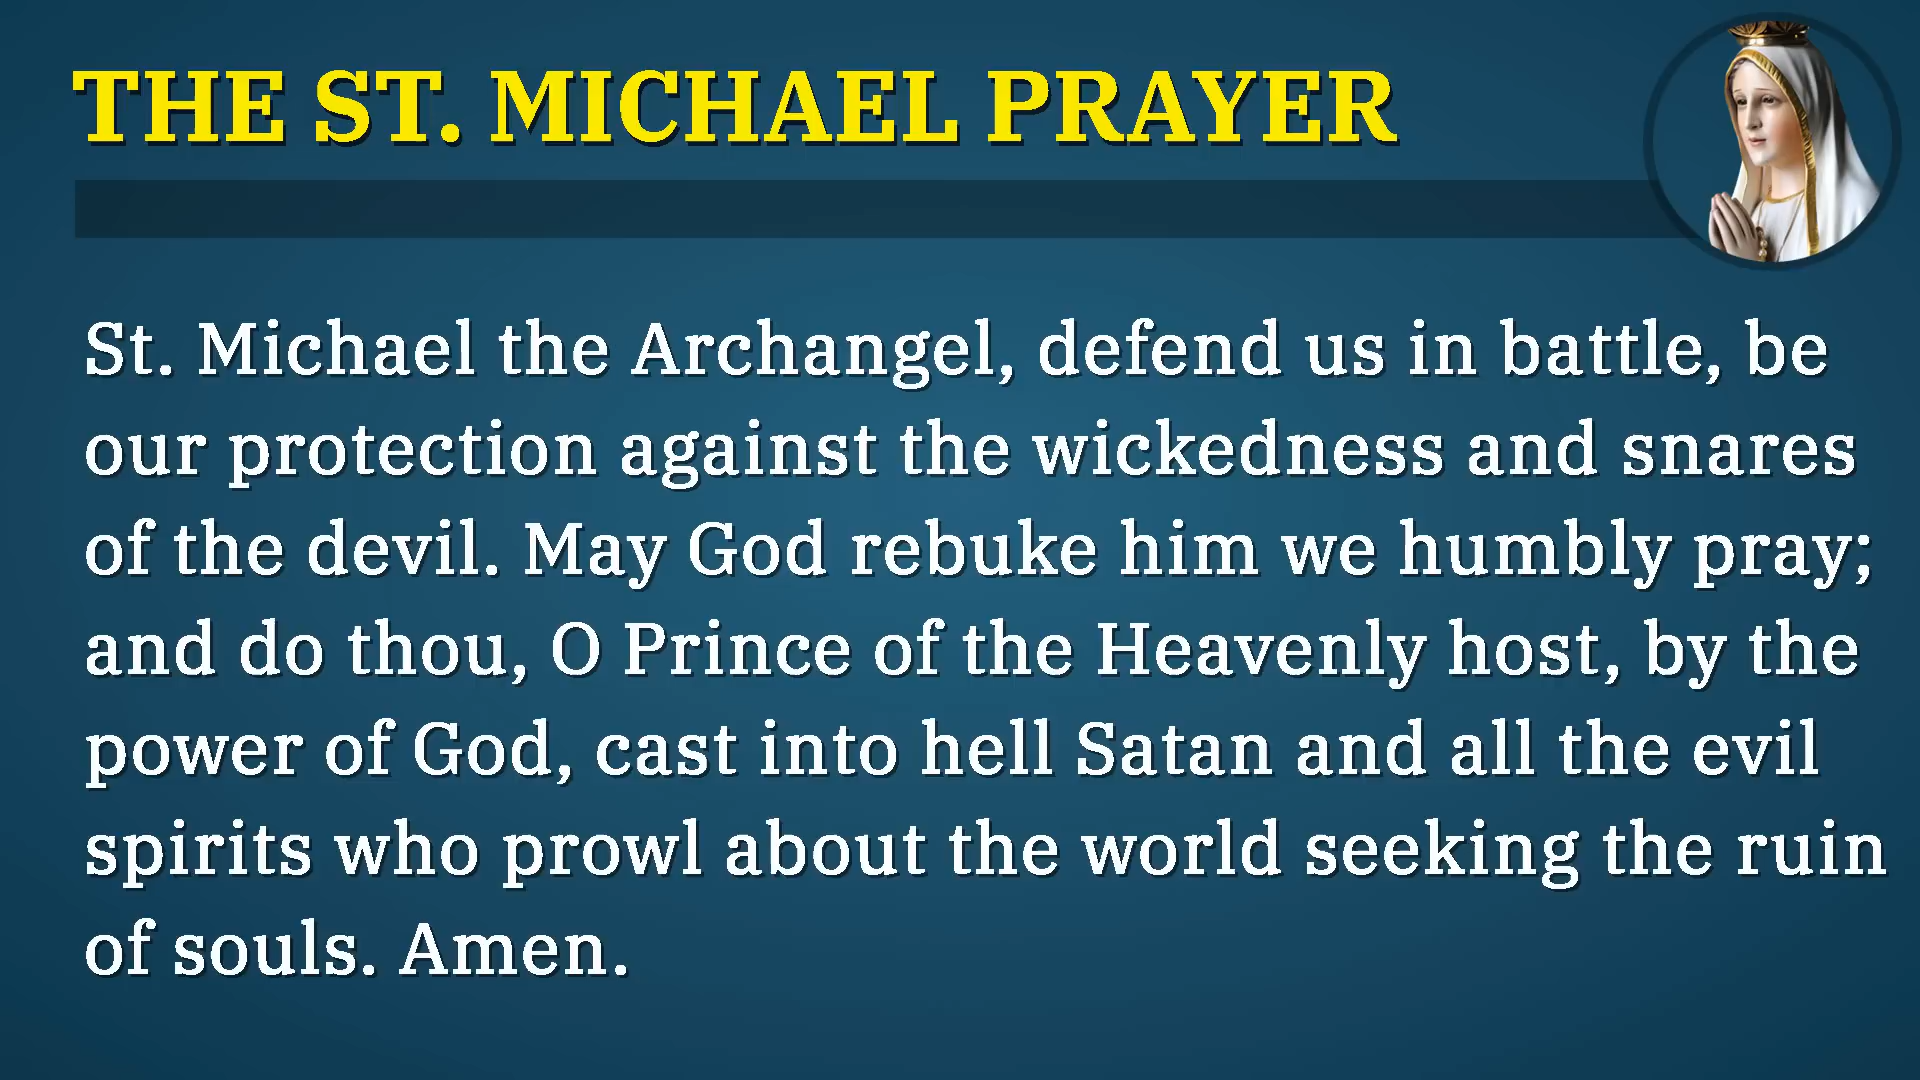 THE ST. MICHAEL PRAYER
St. Michael the Archangel, defend us in battle, be
our protection against the wickedness and snares
of the devil. May God rebuke him we humbly pray;
and do thou, O Prince of the Heavenly host, by the
power of God, cast into hell Satan and all the evil
spirits who prowl about the world seeking the ruin
of souls. Amen.